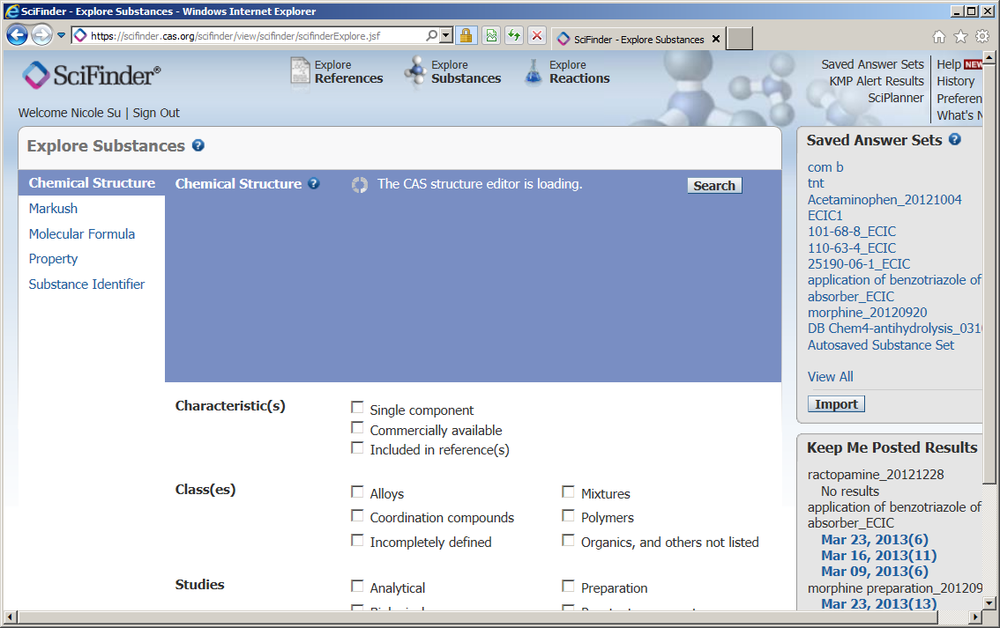 SciFinder - Explore Substances - Windows Internet Explorer
https://scifinder.cas.org/scifinder/view/scifinder/scifinderExplore.jsf
SciFinder - Explore Substances
SciFinder®
Explore References
Explore Substances
Explore Reactions
Saved Answer Sets
KMP Alert Results
SciPlanner
Help NEW
History
Preferen
What's N
Welcome Nicole Su | Sign Out
Explore Substances
Chemical Structure
Markush
Molecular Formula
Property
Substance Identifier
Chemical Structure
The CAS structure editor is loading.
Search
Characteristic(s)
Single component
Commercially available
Included in reference(s)
Class(es)
Alloys
Mixtures
Coordination compounds
Polymers
Incompletely defined
Organics, and others not listed
Studies
Analytical
Preparation
Saved Answer Sets
com b
tnt
Acetaminophen_20121004
ECIC1
101-68-8_ECIC
110-63-4_ECIC
25190-06-1_ECIC
application of benzotriazole of
absorber_ECIC
morphine_20120920
DB Chem4-antihydrolysis_031
Autosaved Substance Set
View All
Import
Keep Me Posted Results
ractopamine_20121228
No results
application of benzotriazole of
absorber_ECIC
Mar 23, 2013(6)
Mar 16, 2013(11)
Mar 09, 2013(6)
morphine preparation_201209
Mar 23, 2013(13)